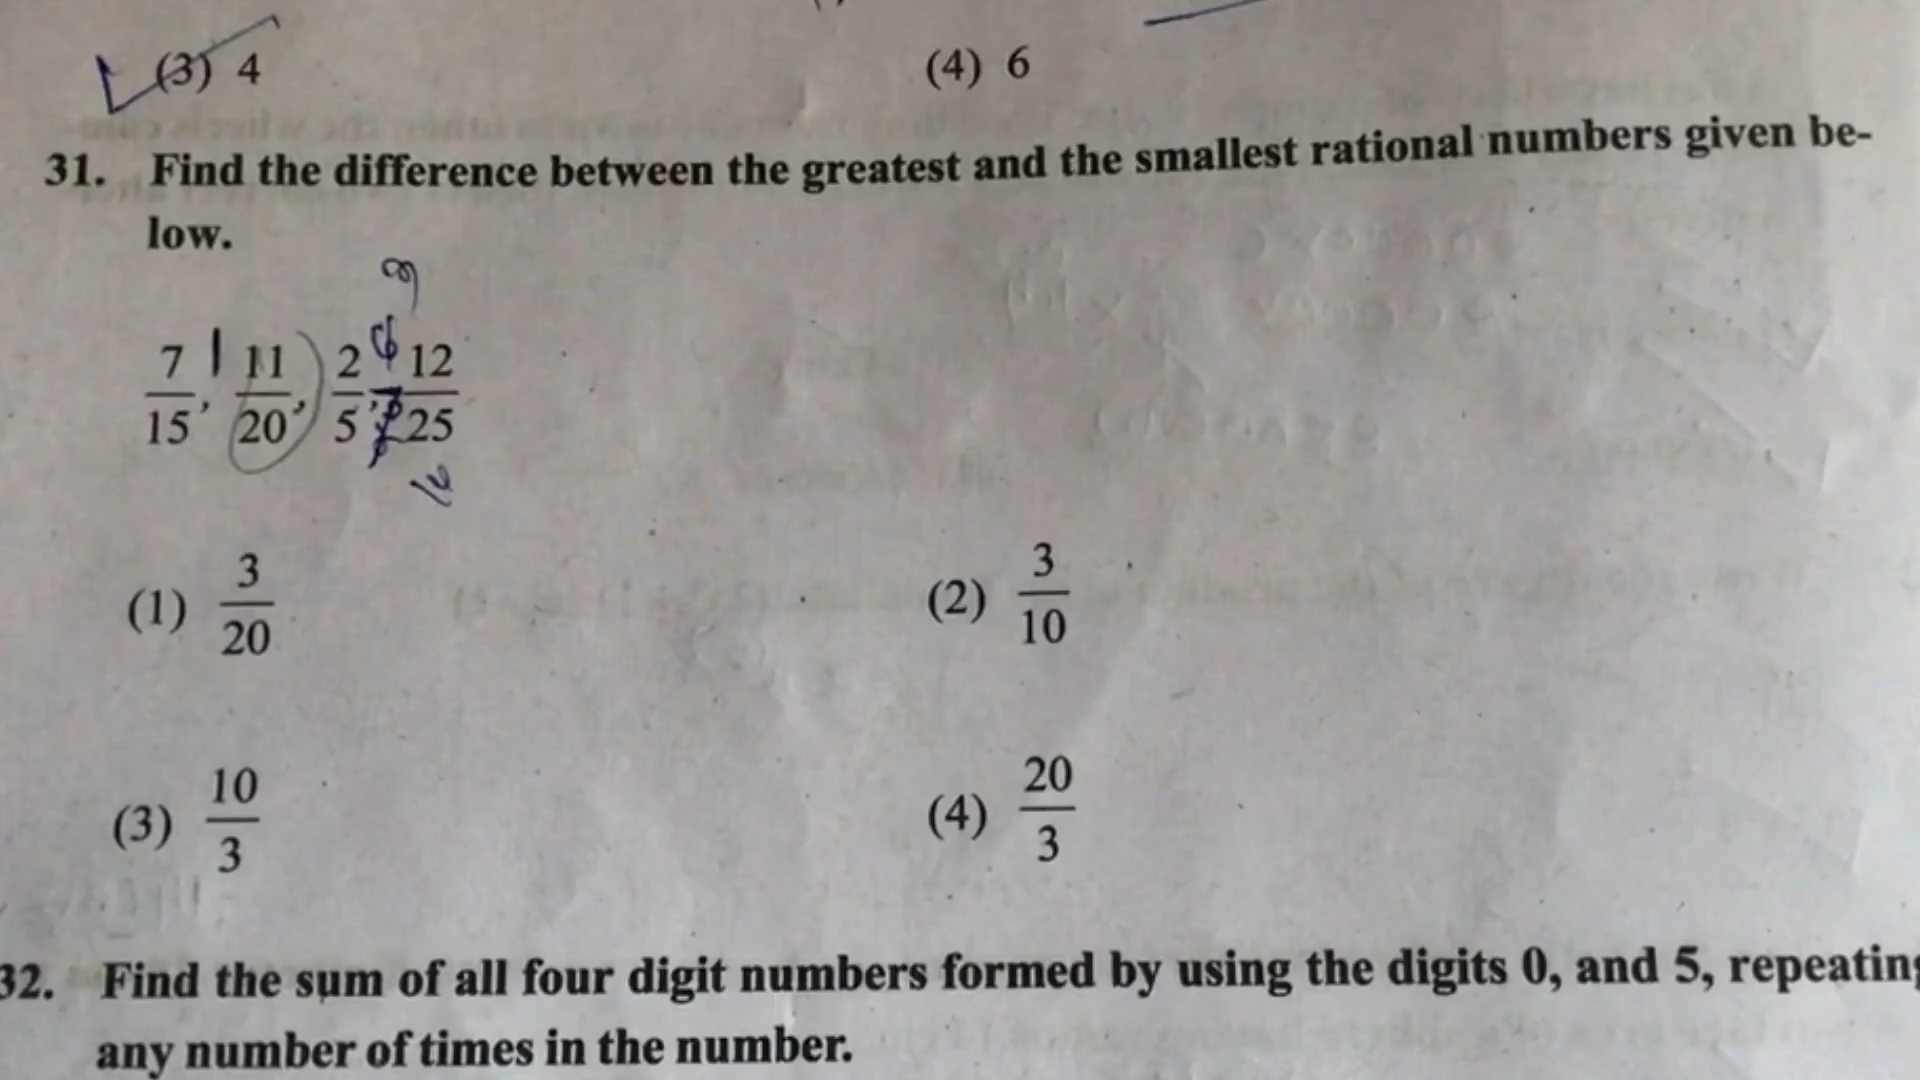 (3) 4 (4) 6
31. Find the difference between the greatest and the smallest rational numbers given be-
low.
7/15, 11/20, 2/5, 12/25
(1) 3/20 (2) 3/10
(3) 10/3 (4) 20/3
32. Find the sum of all four digit numbers formed by using the digits 0, and 5, repeating
any number of times in the number.